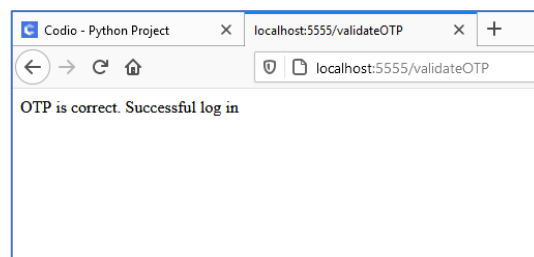 Codio - Python Project
localhost:5555/validateOTP
localhost:5555/validateOTP
OTP is correct. Successful log in